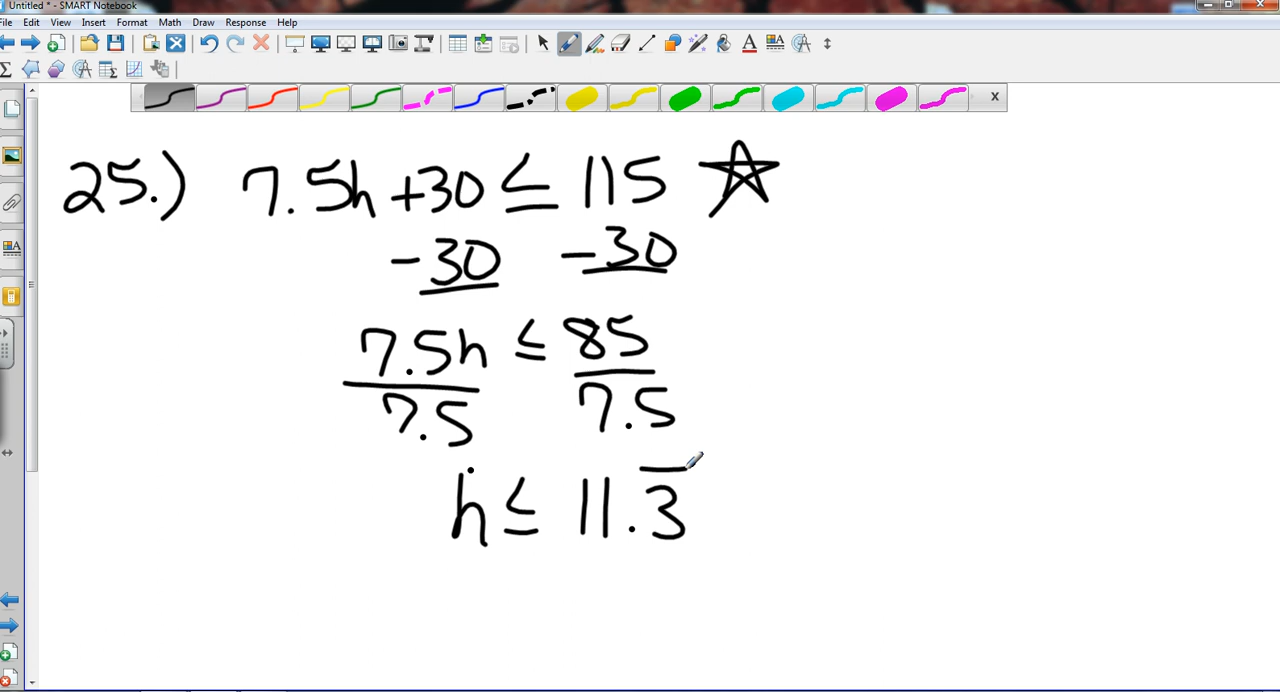 Untitled * - SMART Notebook
File Edit View Insert Format Math Draw Response Help
25.) 7.5h +30 ≤ 115
-30 -30
7.5h ≤ 85
7.5 7.5
h ≤ 11.3̅